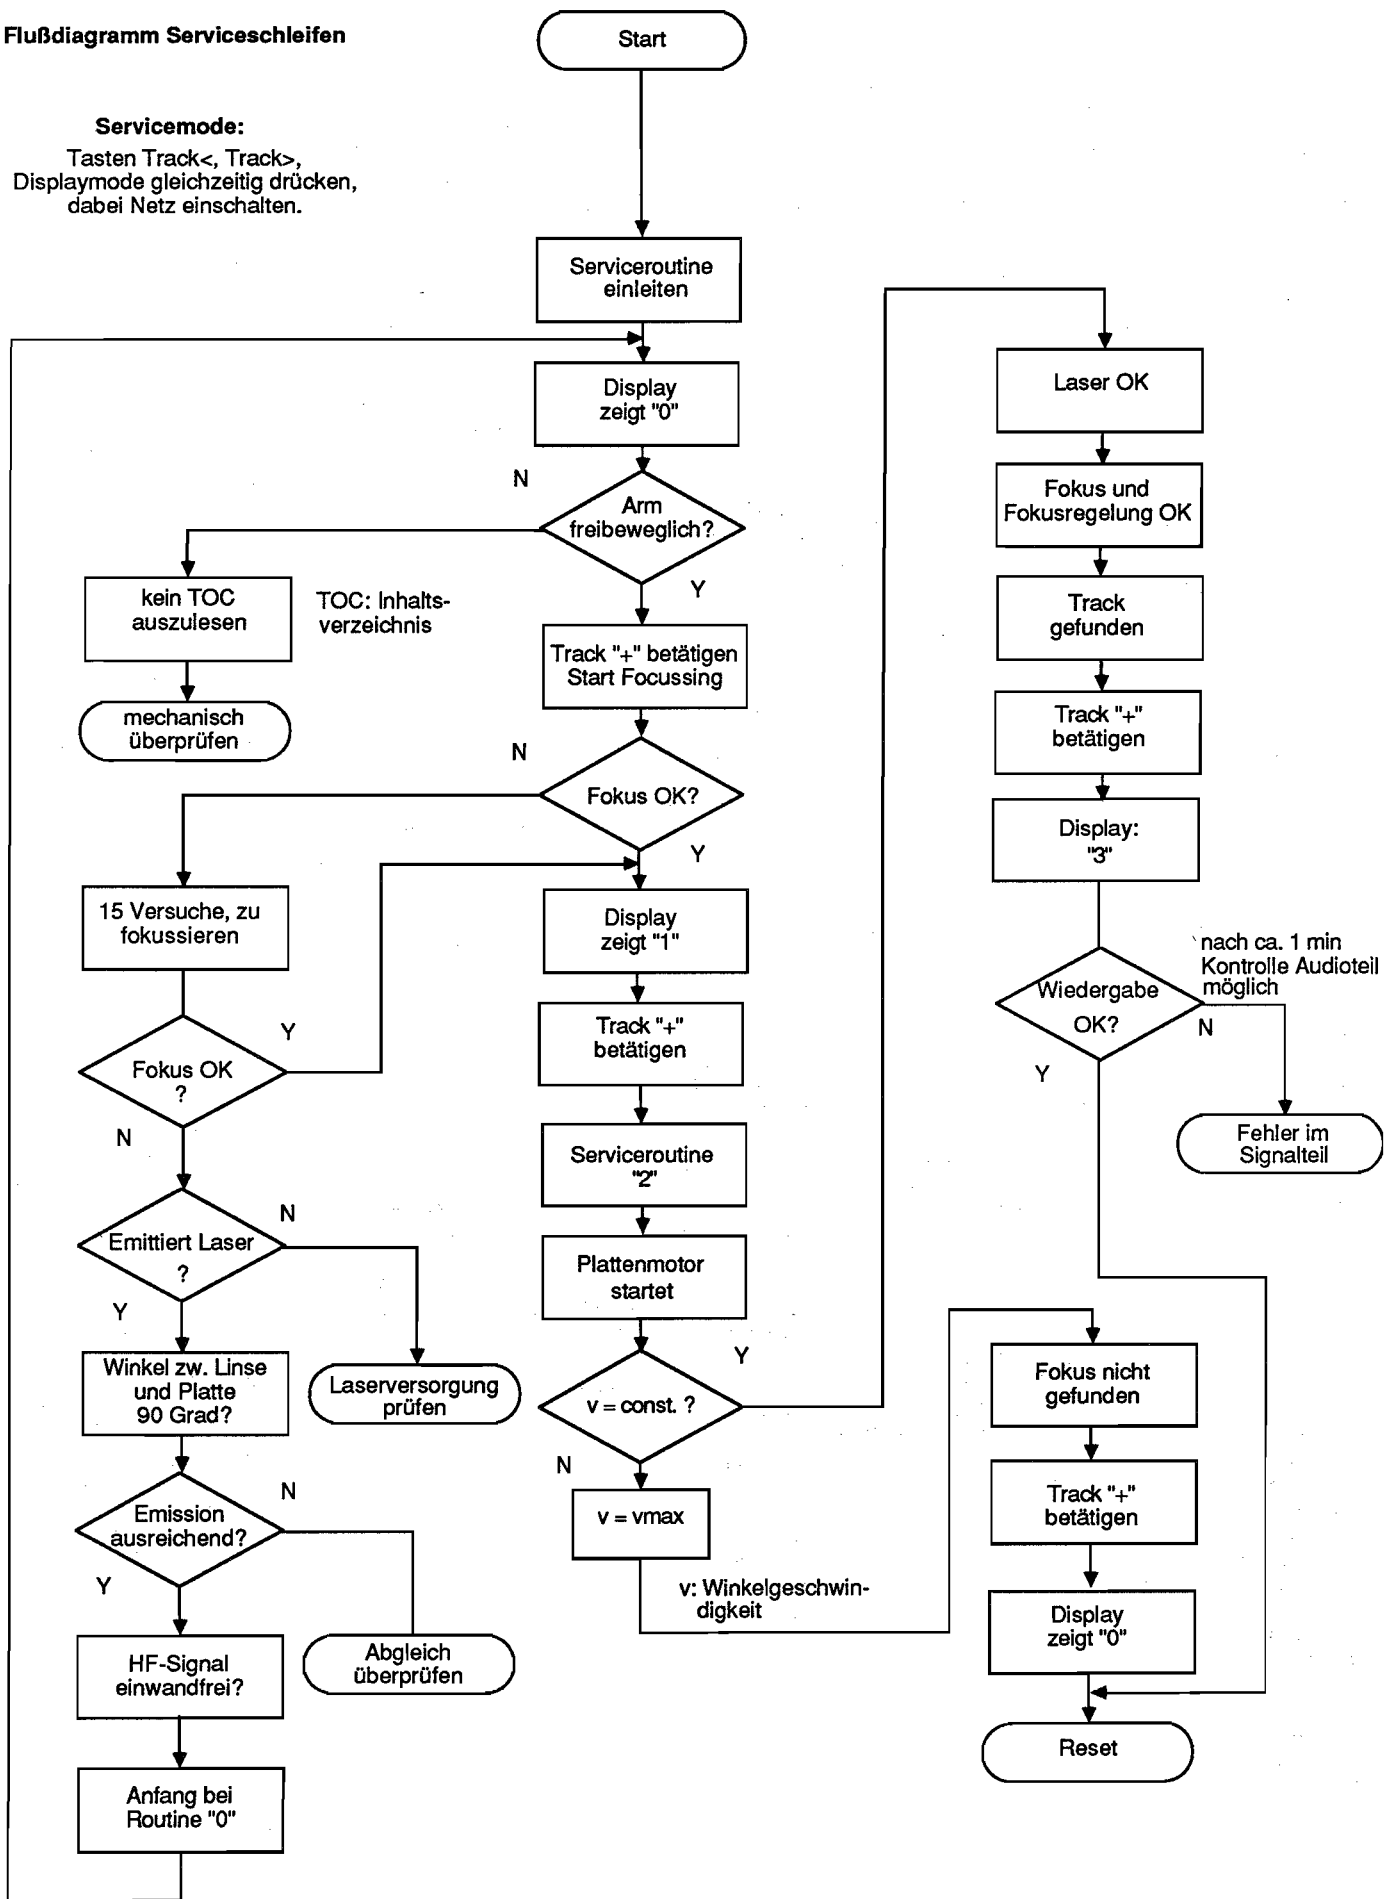 Flußdiagramm Serviceschleifen
Servicemode:
Tasten Track<, Track>,
Displaymode gleichzeitig drücken,
dabei Netz einschalten.
Start
Serviceroutine
einleiten
Display
zeigt "0"
N
Arm
freibeweglich?
Y
kein TOC
auszulesen
TOC: Inhalts-
verzeichnis
mechanisch
überprüfen
Track "+" betätigen
Start Focussing
N
Fokus OK?
Y
15 Versuche, zu
fokussieren
Fokus OK
?
Y
N
Emittiert Laser
?
N
Y
Laserversorgung
prüfen
Winkel zw. Linse
und Platte
90 Grad?
Emission
ausreichend?
N
Y
Abgleich
überprüfen
HF-Signal
einwandfrei?
Anfang bei
Routine "0"
Display
zeigt "1"
Track "+"
betätigen
Serviceroutine
"2"
Plattenmotor
startet
Y
v = const. ?
N
v = vmax
v: Winkelgeschwin-
digkeit
Laser OK
Fokus und
Fokusregelung OK
Track
gefunden
Track "+"
betätigen
Display:
"3"
nach ca. 1 min
Kontrolle Audioteil
möglich
Wiedergabe
OK?
N
Y
Fehler im
Signalteil
Fokus nicht
gefunden
Track "+"
betätigen
Display
zeigt "0"
Reset